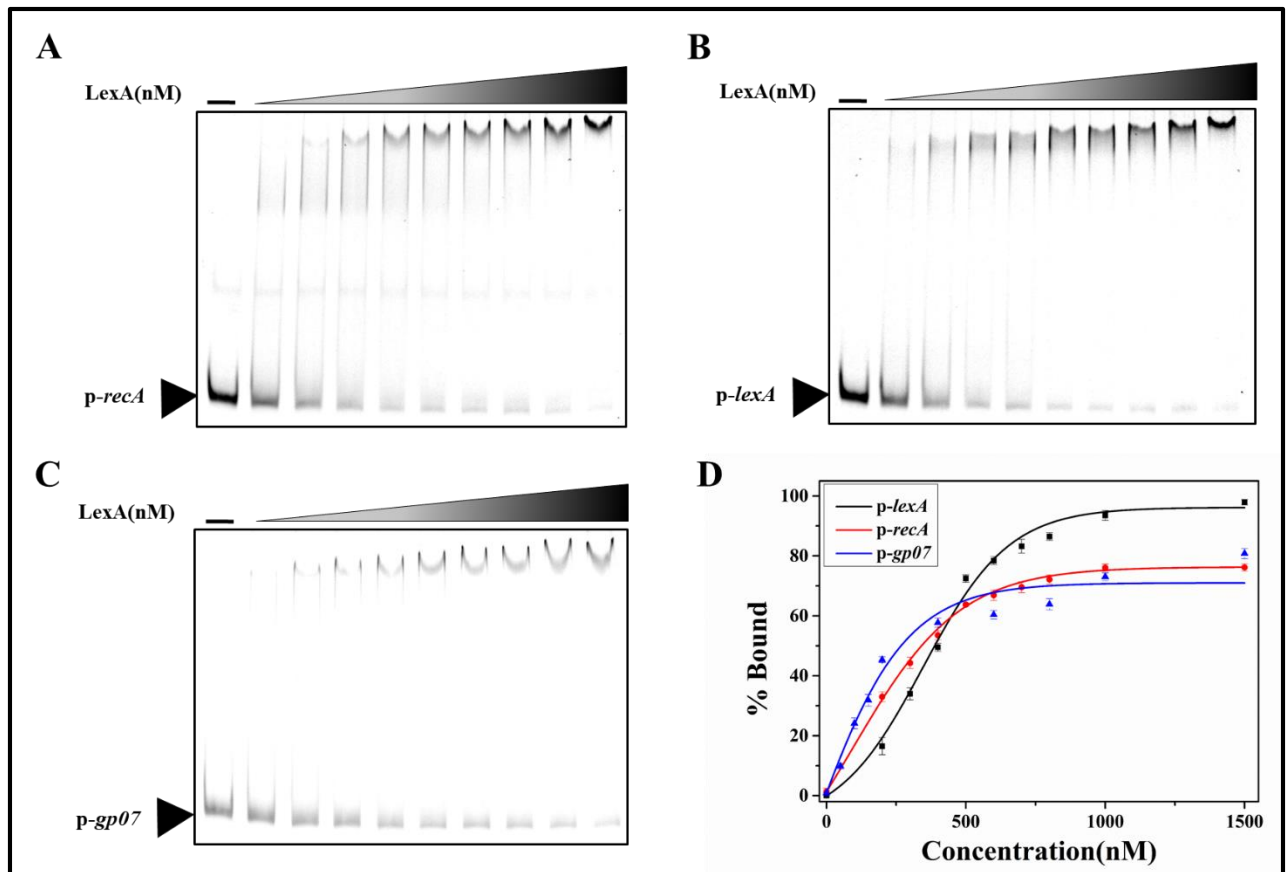 A
LexA(nM)
p-recA
B
LexA(nM)
p-lexA
C
LexA(nM)
p-gp07
D
p-lexA
p-recA
p-gp07
100
80
60
40
20
0
% Bound
0 500 1000 1500
Concentration(nM)